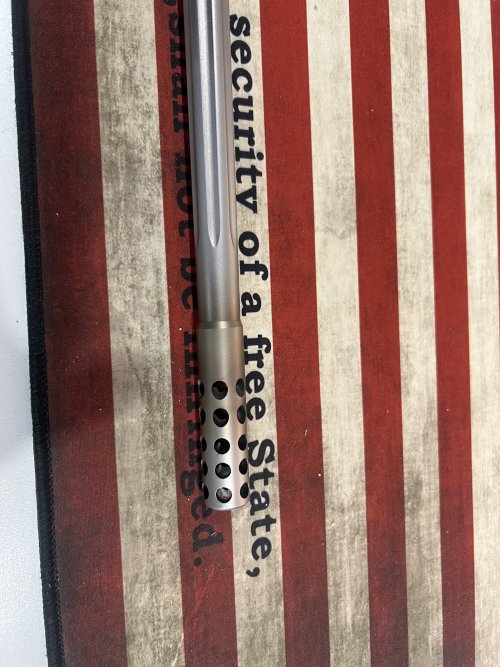 security of a free State,
shall not be infringed.